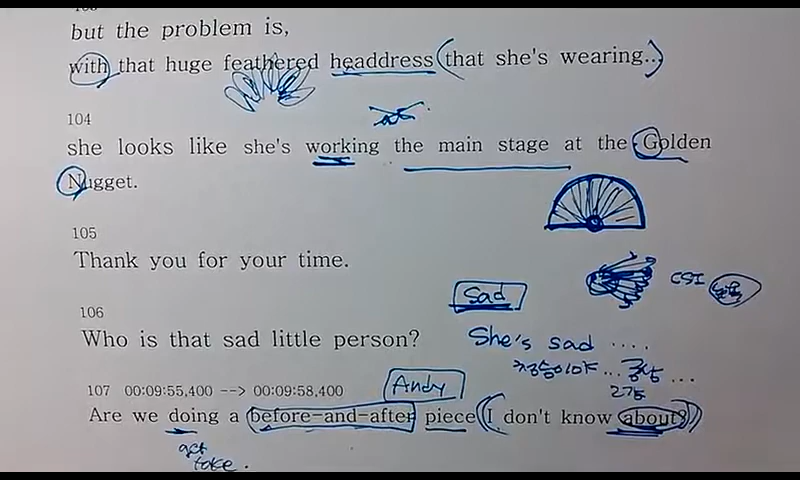 but the problem is,
with that huge feathered headdress (that she's wearing..)
104
at
she looks like she's working the main stage at the Golden
Nugget.
105
Thank you for your time.
CSI
106
Sad
Who is that sad little person?
She's sad ....
107 00:09:55,400 --> 00:09:58,400
Andy
Are we doing a before-and-after piece (I don't know about?)
get
take.